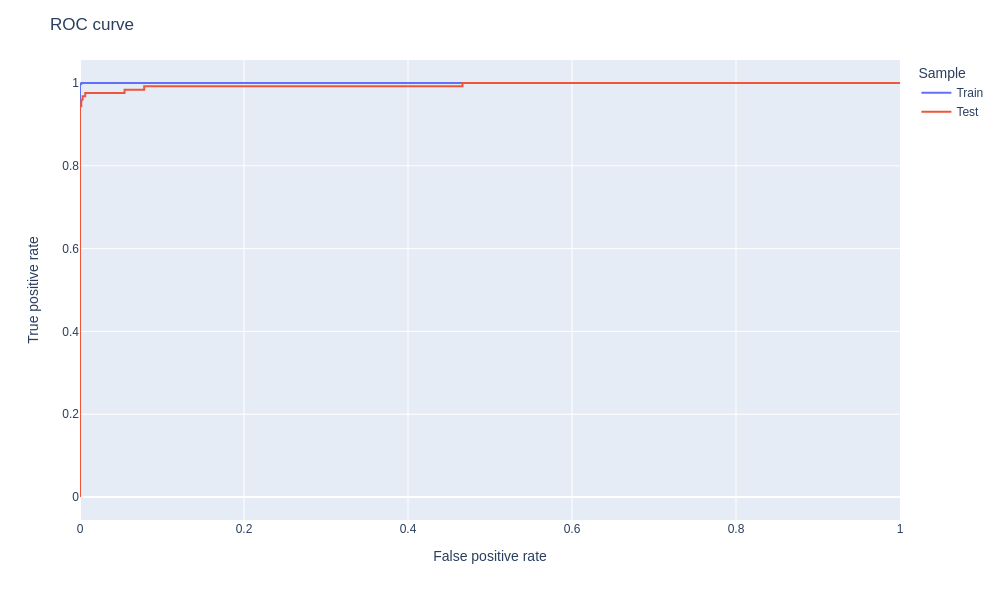 ROC curve
Sample
Train
Test
True positive rate
1
0.8
0.6
0.4
0.2
0
0
0.2
0.4
0.6
0.8
1
False positive rate